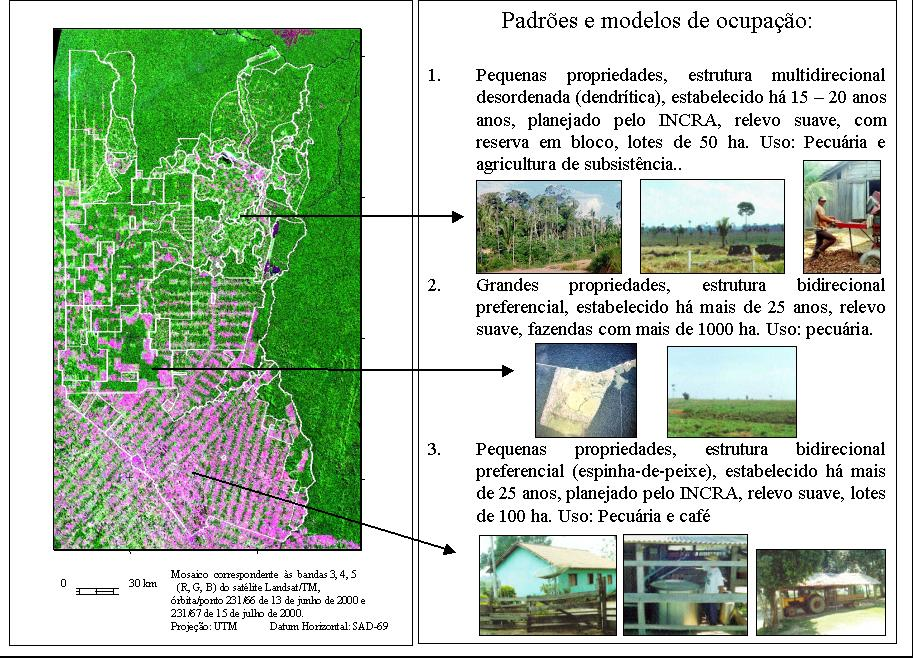 Padrões e modelos de ocupação:
1. Pequenas propriedades, estrutura multidirecional
desordenada (dendrítica), estabelecido há 15 – 20 anos
anos, planejado pelo INCRA, relevo suave, com
reserva em bloco, lotes de 50 ha. Uso: Pecuária e
agricultura de subsistência..
2. Grandes propriedades, estrutura bidirecional
preferencial, estabelecido há mais de 25 anos, relevo
suave, fazendas com mais de 1000 ha. Uso: pecuária.
3. Pequenas propriedades, estrutura bidirecional
preferencial (espinha-de-peixe), estabelecido há mais
de 25 anos, planejado pelo INCRA, relevo suave, lotes
de 100 ha. Uso: Pecuária e café
0 30 km
Mosaico correspondente às bandas 3, 4, 5
(R, G, B) do satélite Landsat/TM,
órbita/ponto 231/66 de 13 de junho de 2000 e
231/67 de 15 de julho de 2000.
Projeção: UTM Datum Horizontal: SAD-69